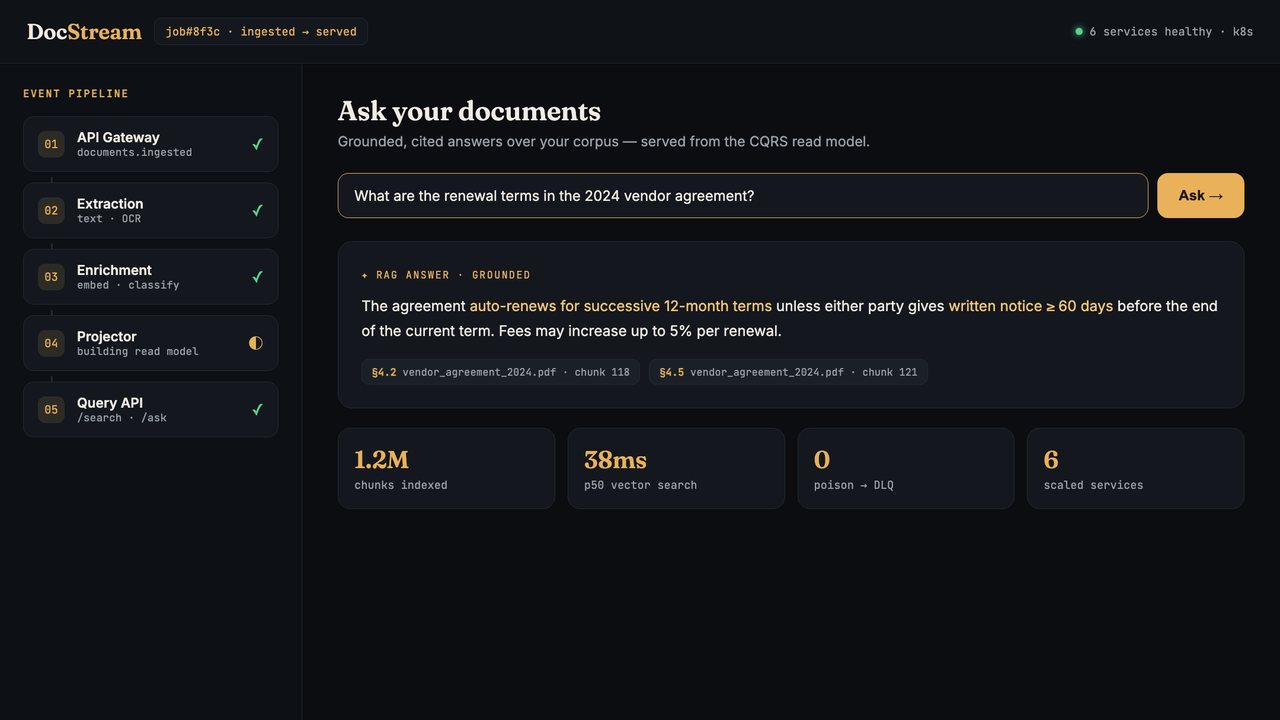 DocStream
job#8f3c · ingested → served
6 services healthy · k8s
EVENT PIPELINE
01
API Gateway
documents.ingested
✓
02
Extraction
text · OCR
✓
03
Enrichment
embed · classify
✓
04
Projector
building read model
05
Query API
/search · /ask
✓
Ask your documents
Grounded, cited answers over your corpus — served from the CQRS read model.
What are the renewal terms in the 2024 vendor agreement?
Ask →
✦ RAG ANSWER · GROUNDED
The agreement auto-renews for successive 12-month terms unless either party gives written notice ≥ 60 days before the end
of the current term. Fees may increase up to 5% per renewal.
§4.2 vendor_agreement_2024.pdf · chunk 118
§4.5 vendor_agreement_2024.pdf · chunk 121
1.2M
chunks indexed
38ms
p50 vector search
0
poison → DLQ
6
scaled services